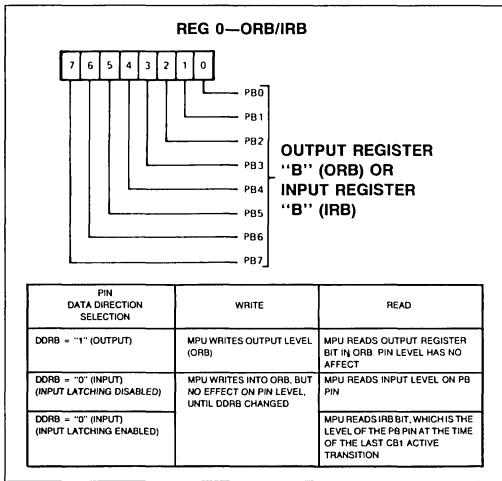 REG 0—ORB/IRB
7 6 5 4 3 2 1 0
PB0
PB1
PB2
PB3
PB4
PB5
PB6
PB7
OUTPUT REGISTER
"B" (ORB) OR
INPUT REGISTER
"B" (IRB)
PIN
DATA DIRECTION
SELECTION
WRITE
READ
DDRB = "1" (OUTPUT)
MPU WRITES OUTPUT LEVEL
(ORB)
MPU READS OUTPUT REGISTER
BIT IN ORB PIN LEVEL HAS NO
AFFECT
DDRB = "0" (INPUT)
(INPUT LATCHING DISABLED)
MPU WRITES INTO ORB, BUT
NO EFFECT ON PIN LEVEL,
UNTIL DDRB CHANGED
MPU READS INPUT LEVEL ON PB
PIN
DDRB = "0" (INPUT)
(INPUT LATCHING ENABLED)
MPU READS IRB BIT, WHICH IS THE
LEVEL OF THE PB PIN AT THE TIME
OF THE LAST CB1 ACTIVE
TRANSITION